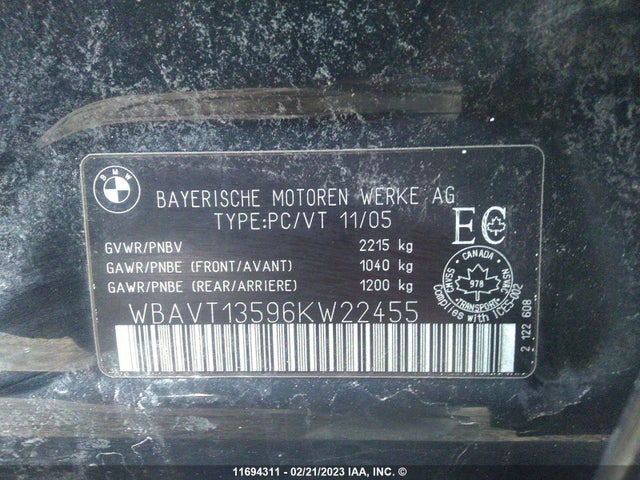 BMW
BAYERISCHE MOTOREN WERKE AG
TYPE:PC/VT 11/05
GVWR/PNBV 2215 kg
GAWR/PNBE (FRONT/AVANT) 1040 kg
GAWR/PNBE (REAR/ARRIERE) 1200 kg
WBAVT13596KW22455
EC
CANADA
CMVSS NSVAC
978
TRANSPORT
Complies with ICES-002
2 122 608
11694311 - 02/21/2023 IAA, INC. ©